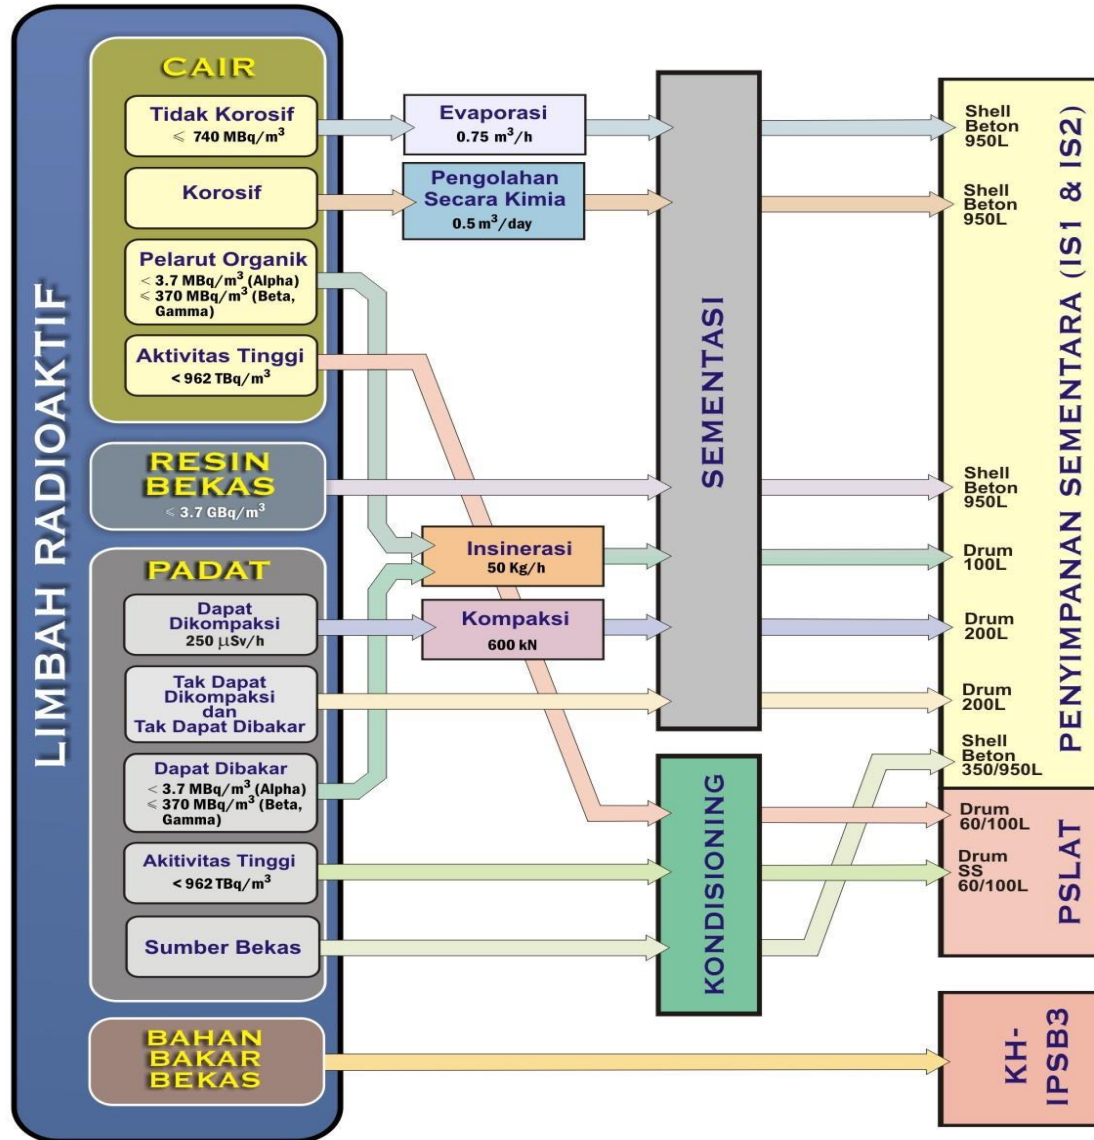 LIMBAH RADIOAKTIF
CAIR
Tidak Korosif
⩽ 740 MBq/m³
Korosif
Pelarut Organik
< 3.7 MBq/m³ (Alpha)
⩽ 370 MBq/m³ (Beta,
Gamma)
Aktivitas Tinggi
< 962 TBq/m³
RESIN
BEKAS
⩽ 3.7 GBq/m³
PADAT
Dapat
Dikompaksi
250 µSv/h
Tak Dapat
Dikompaksi
dan
Tak Dapat Dibakar
Dapat Dibakar
< 3.7 MBq/m³ (Alpha)
⩽ 370 MBq/m³ (Beta,
Gamma)
Akitivitas Tinggi
< 962 TBq/m³
Sumber Bekas
BAHAN
BAKAR
BEKAS
Evaporasi
0.75 m³/h
Pengolahan
Secara Kimia
0.5 m³/day
Insinerasi
50 Kg/h
Kompaksi
600 kN
SEMENTASI
KONDISIONING
Shell
Beton
950L
Shell
Beton
950L
Shell
Beton
950L
Drum
100L
Drum
200L
Drum
200L
Shell
Beton
350/950L
PENYIMPANAN SEMENTARA (IS1 & IS2)
Drum
60/100L
Drum
SS
60/100L
PSLAT
KH-
IPSB3